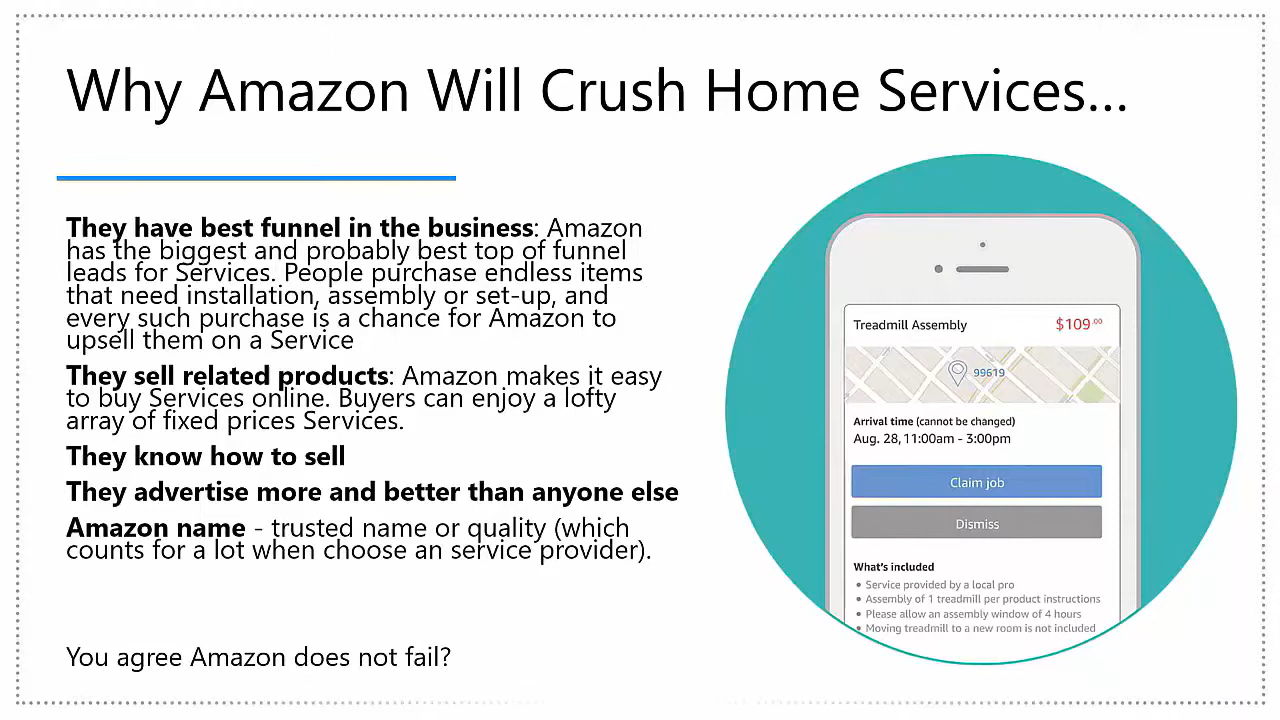 Why Amazon Will Crush Home Services...
They have best funnel in the business: Amazon
has the biggest and probably best top of funnel
leads for Services. People purchase endless items
that need installation, assembly or set-up, and
every such purchase is a chance for Amazon to
upsell them on a Service
They sell related products: Amazon makes it easy
to buy Services online. Buyers can enjoy a lofty
array of fixed prices Services.
They know how to sell
They advertise more and better than anyone else
Amazon name - trusted name or quality (which
counts for a lot when choose an service provider).
You agree Amazon does not fail?
Treadmill Assembly $109.00
99619
Arrival time (cannot be changed)
Aug. 28, 11:00am - 3:00pm
Claim job
Dismiss
What's included
• Service provided by a local pro
• Assembly of 1 treadmill per product instructions
• Please allow an assembly window of 4 hours
• Moving treadmill to a new room is not included